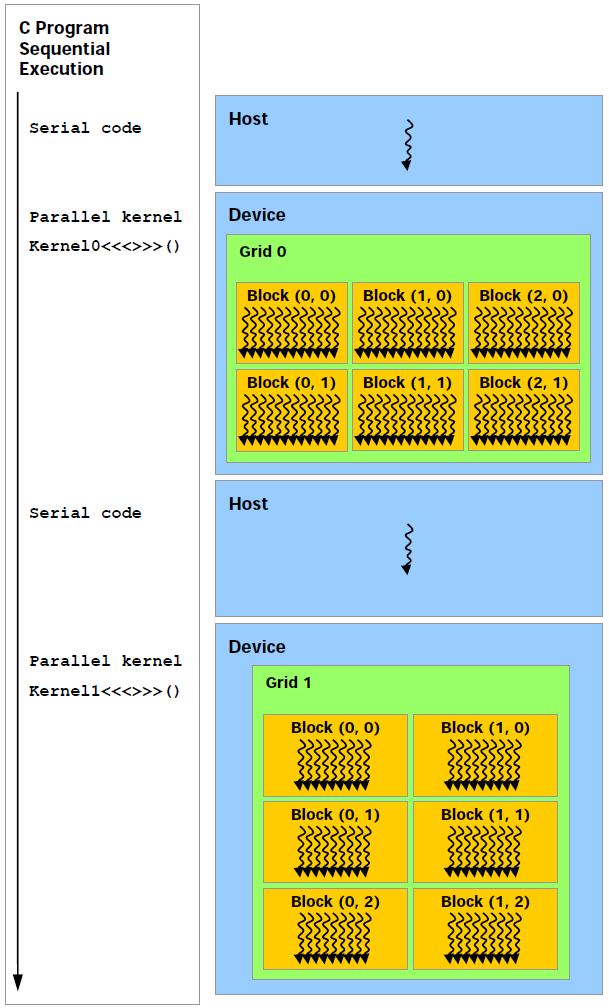 C Program
Sequential
Execution
Serial code
Host
Parallel kernel
Kernel0<<<>>>()
Device
Grid 0
Block (0, 0)
Block (1, 0)
Block (2, 0)
Block (0, 1)
Block (1, 1)
Block (2, 1)
Serial code
Host
Parallel kernel
Kernel1<<<>>>()
Device
Grid 1
Block (0, 0)
Block (1, 0)
Block (0, 1)
Block (1, 1)
Block (0, 2)
Block (1, 2)